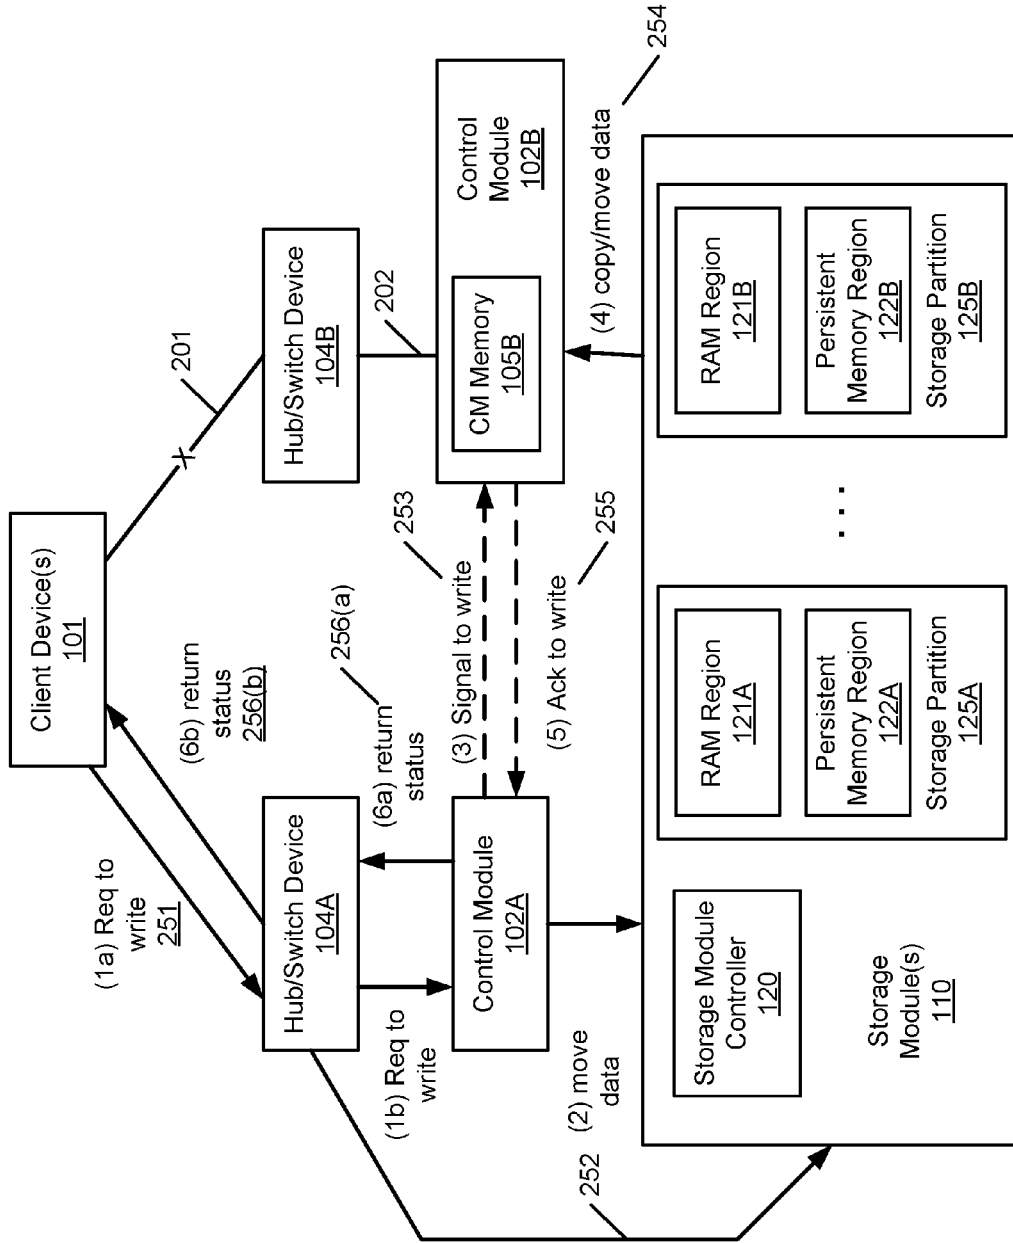 Client Device(s)
101
201
(1a) Req to
write
251
(6b) return
status
256(b)
Hub/Switch Device
104A
Hub/Switch Device
104B
202
(1b) Req to
write
(6a) return
status
256(a)
(3) Signal to write
253
Control Module
102A
CM Memory
105B
Control
Module
102B
(5) Ack to write
255
(2) move
data
252
(4) copy/move data
254
Storage Module
Controller
120
Storage
Module(s)
110
RAM Region
121A
Persistent
Memory Region
122A
Storage Partition
125A
. . .
RAM Region
121B
Persistent
Memory Region
122B
Storage Partition
125B
X